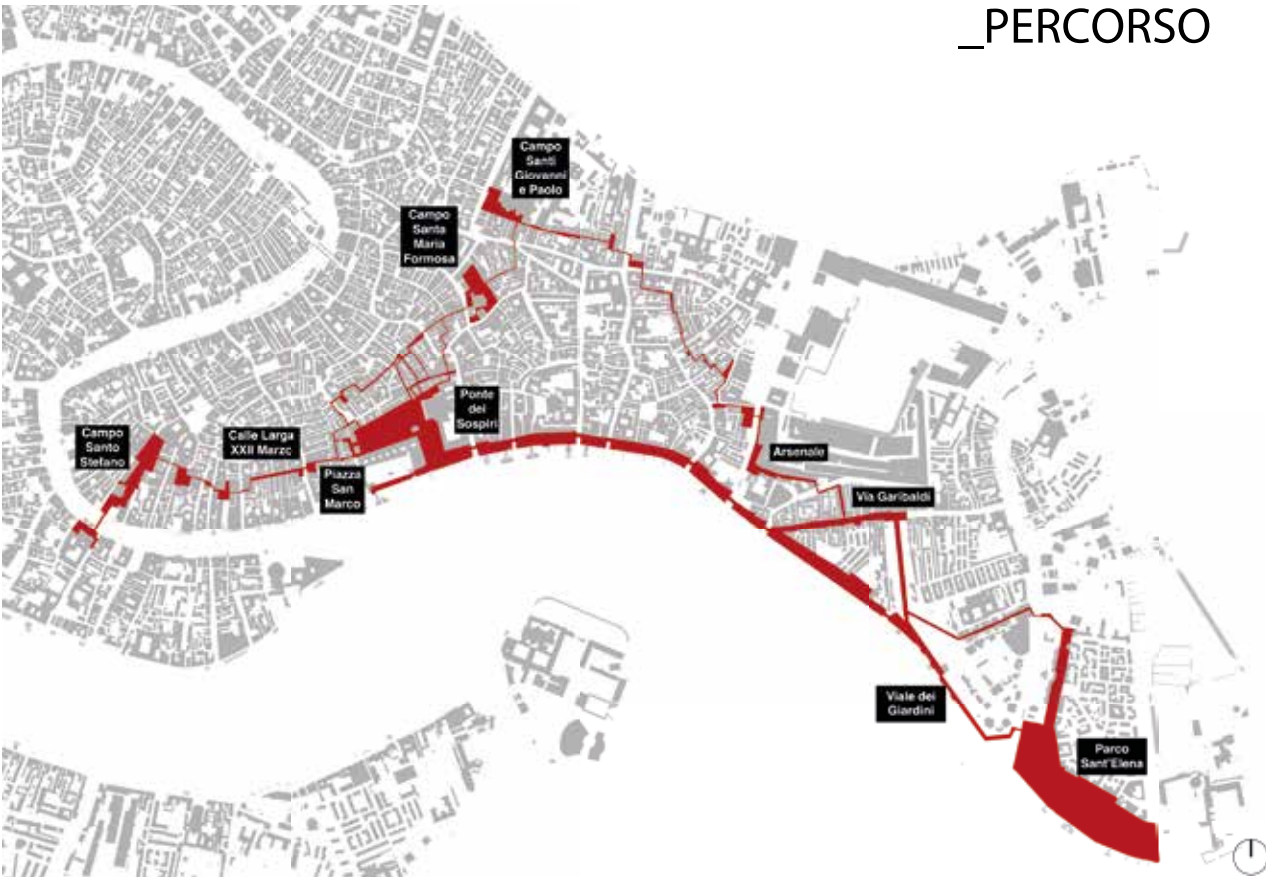 _PERCORSO
Campo
Santi
Giovanni
e Paolo
Campo
Santa
Maria
Formosa
Ponte
dei
Sospiri
Campo
Santo
Stefano
Calle Larga
XXII Marzo
Piazza
San
Marco
Arsenale
Via Garibaldi
Viale dei
Giardini
Parco
Sant'Elena